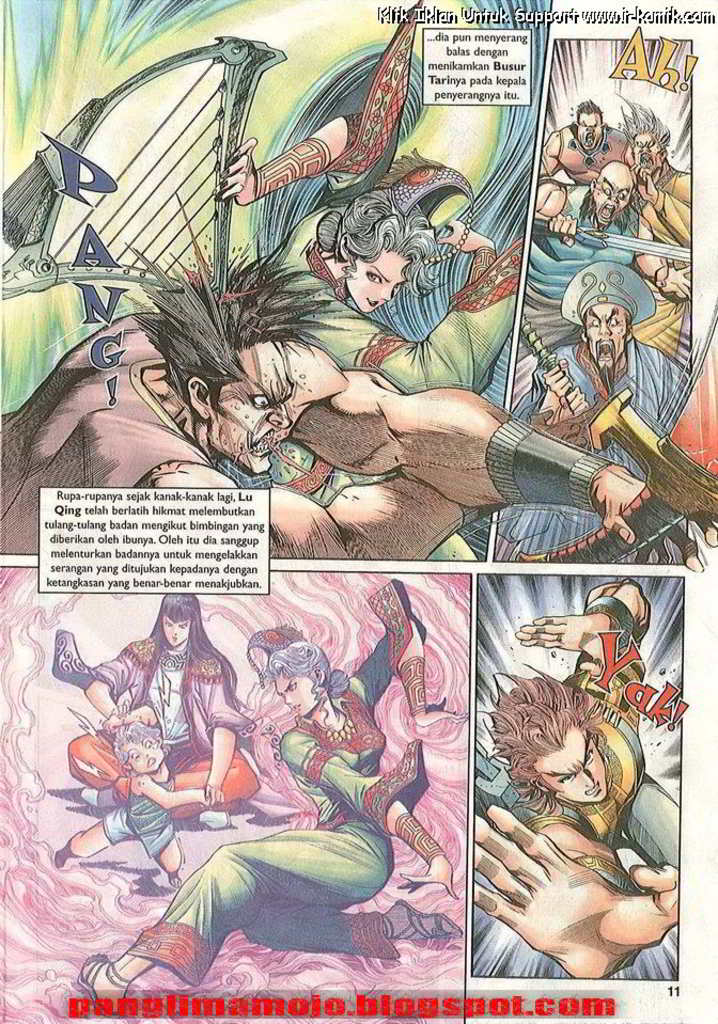 Klik Iklan Untuk Support www.ir-komik.com
...dia pun menyerang
balas dengan
menikamkan Busur
Tarinya pada kepala
penyerangnya itu.
Ah!
PANG!
Rupa-rupanya sejak kanak-kanak lagi, Lu
Qing telah berlatih hikmat melembutkan
tulang-tulang badan mengikut bimbingan yang
diberikan oleh ibunya. Oleh itu dia sanggup
melenturkan badannya untuk mengelakkan
serangan yang ditujukan kepadanya dengan
ketangkasan yang benar-benar menakjubkan.
Yak!
11
panglimamojo.blogspot.com